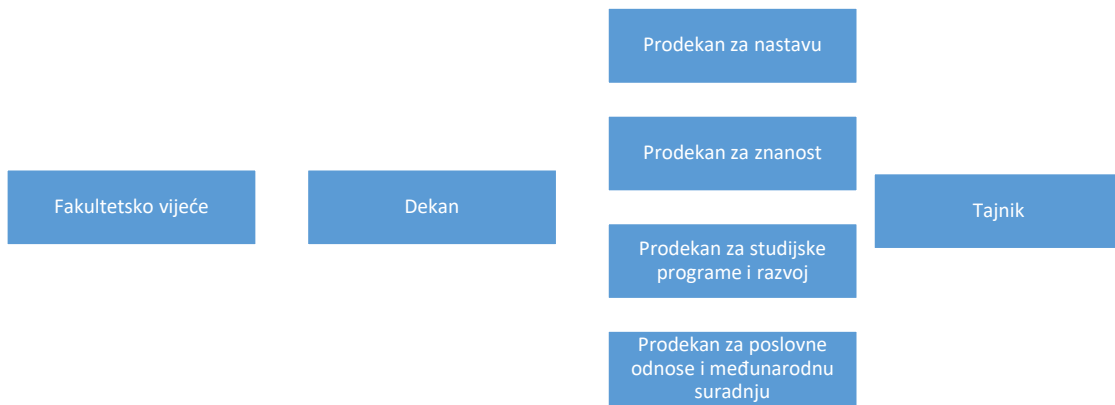 Prodekan za nastavu
Prodekan za znanost
Fakultetsko vijeće
Dekan
Tajnik
Prodekan za studijske
programe i razvoj
Prodekan za poslovne
odnose i međunarodnu
suradnju